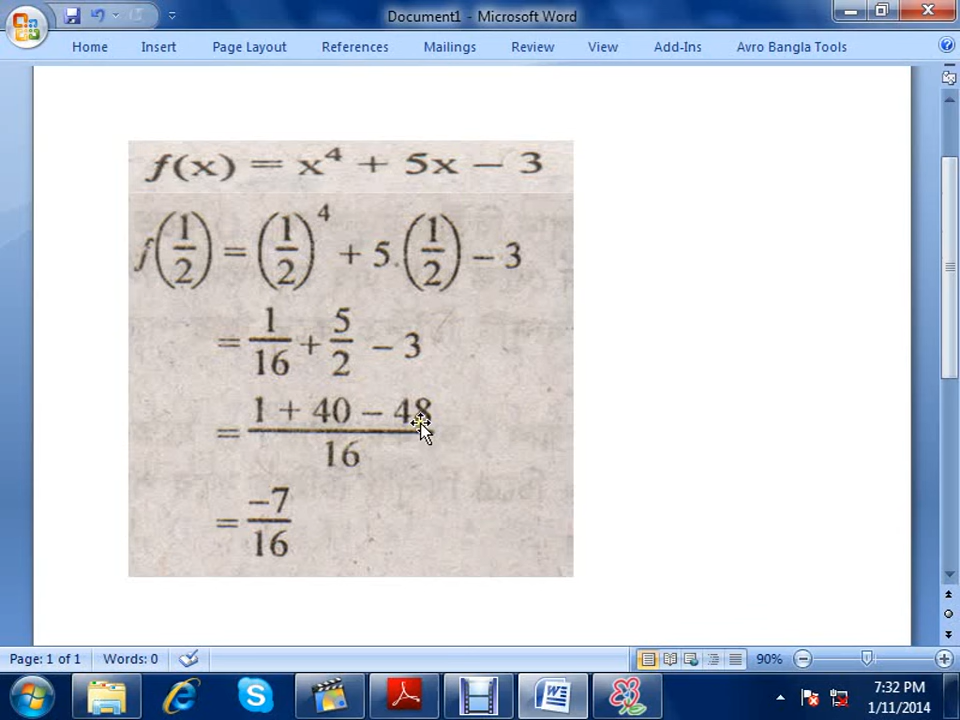 Document1 - Microsoft Word
Home Insert Page Layout References Mailings Review View Add-Ins Avro Bangla Tools
f(x) = x⁴ + 5x − 3
f(1/2) = (1/2)⁴ + 5.(1/2) − 3
= 1/16 + 5/2 − 3
= (1 + 40 − 48)/16
= −7/16
Page: 1 of 1 Words: 0 90%
7:32 PM
1/11/2014